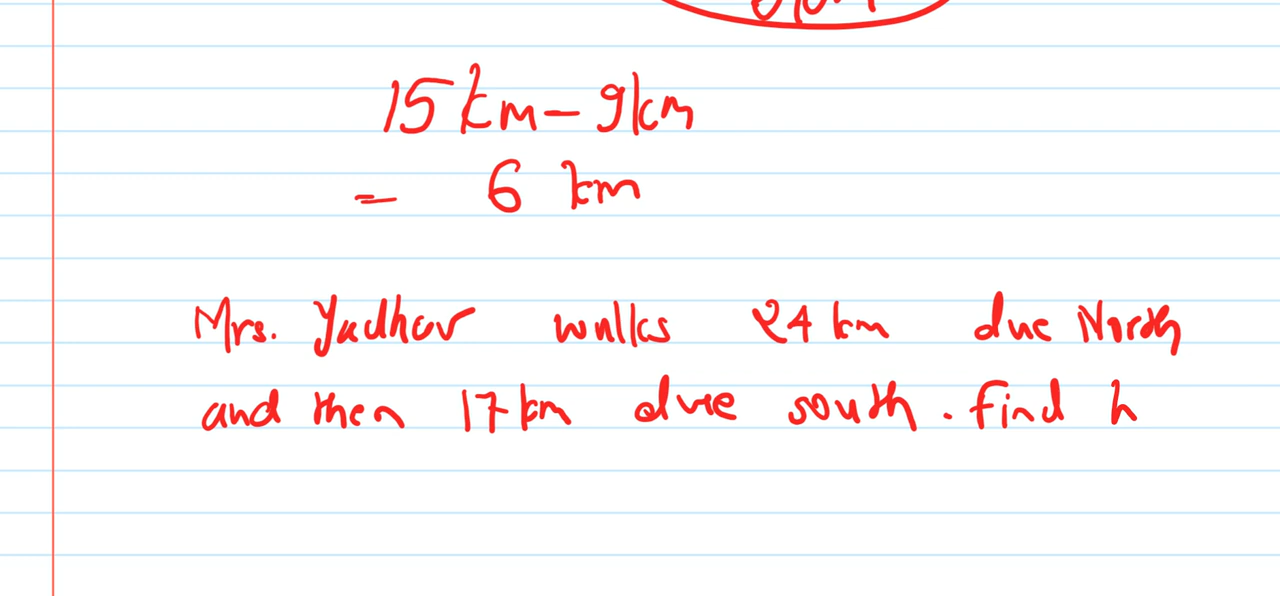 15 km - 9 km
= 6 km
Mrs. Yadhav walks 24 km due North
and then 17 km due south. find h